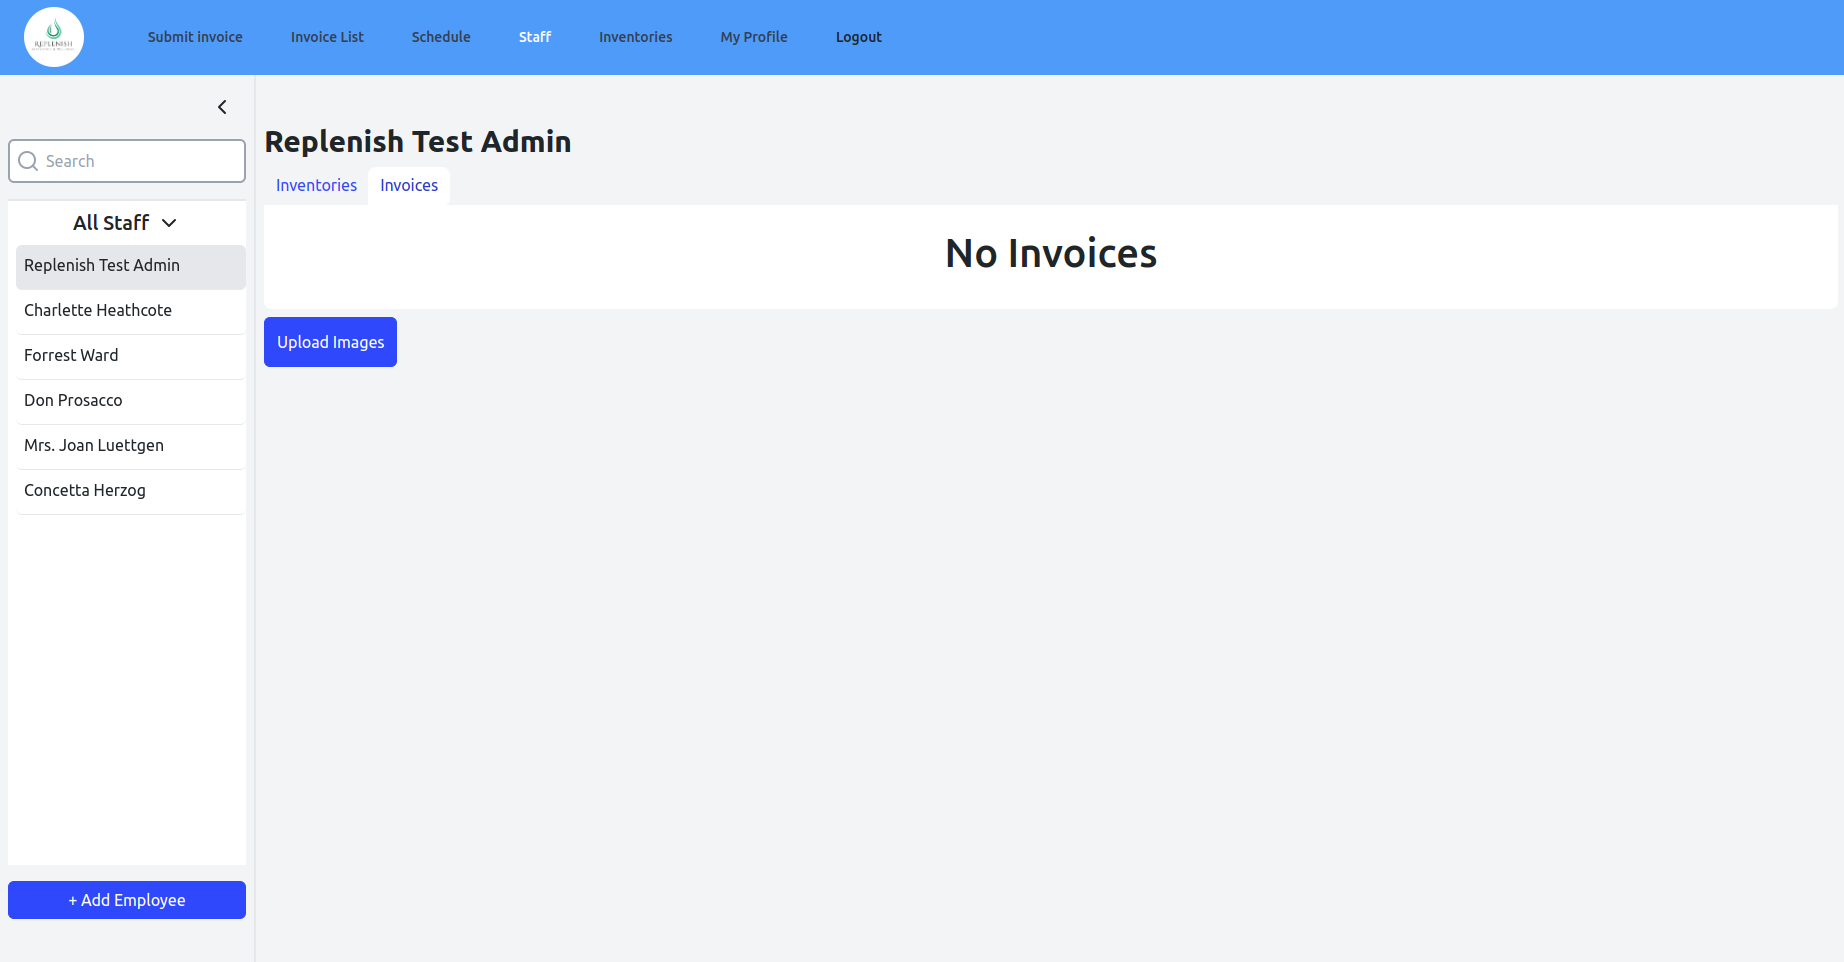 REPLENISH
Submit invoice
Invoice List
Schedule
Staff
Inventories
My Profile
Logout
Search
All Staff
Replenish Test Admin
Charlette Heathcote
Forrest Ward
Don Prosacco
Mrs. Joan Luettgen
Concetta Herzog
+ Add Employee
Replenish Test Admin
Inventories
Invoices
No Invoices
Upload Images